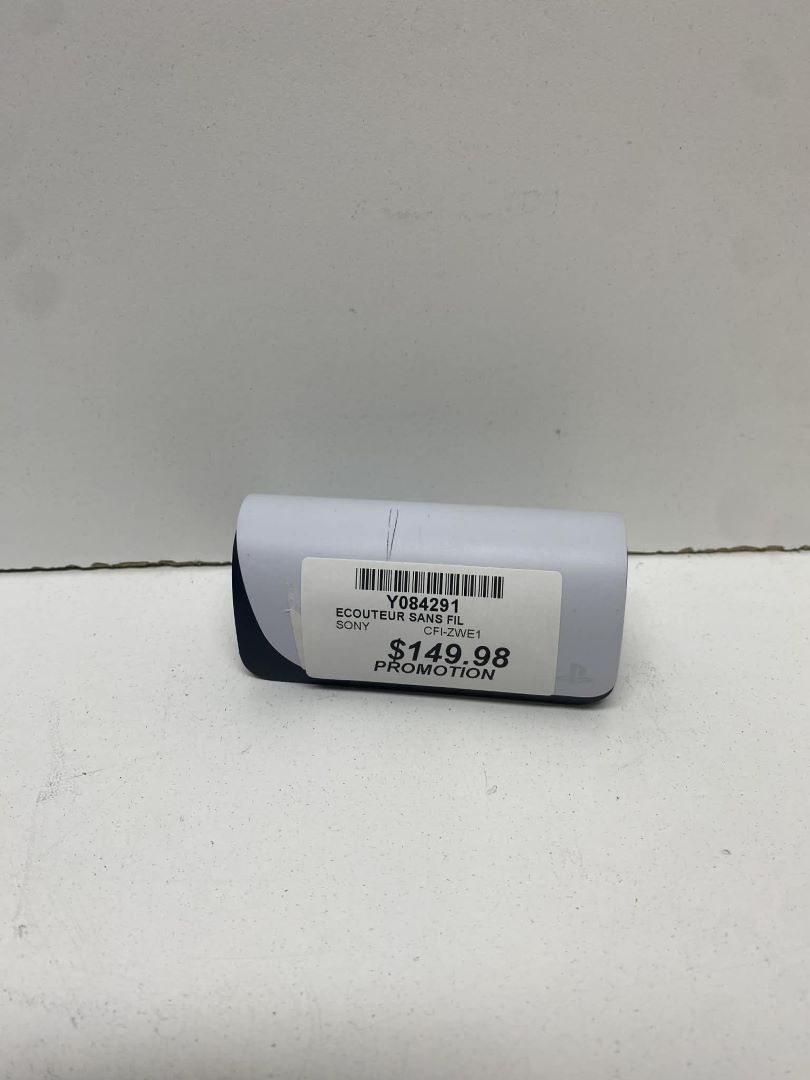 Y084291
ECOUTEUR SANS FIL
SONY CFI-ZWE1
$149.98
PROMOTION